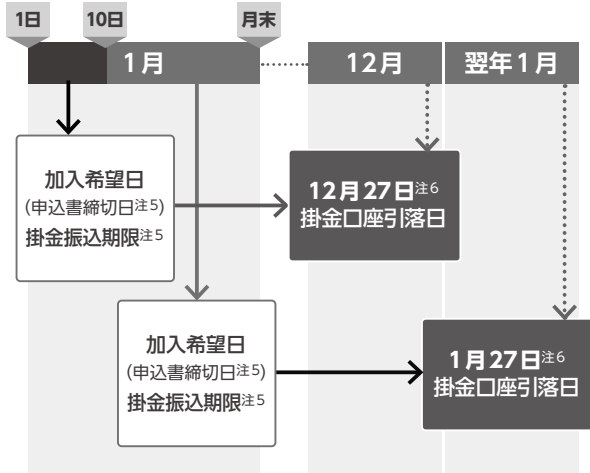 1日 10日 月末
1月 12月 翌年1月
加入希望日
(申込書締切日注5)
掛金振込期限注5
12月27日注6
掛金口座引落日
加入希望日
(申込書締切日注5)
掛金振込期限注5
1月27日注6
掛金口座引落日